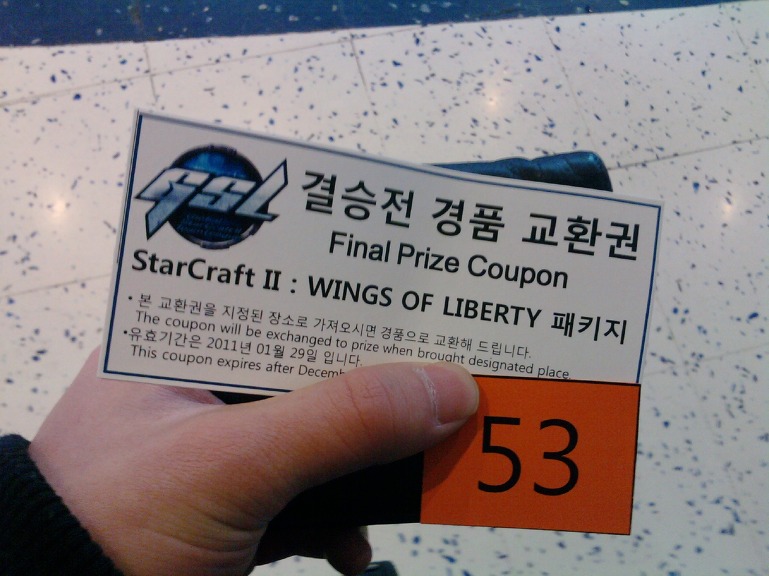 GSL
결승전 경품 교환권
Final Prize Coupon
StarCraft II : WINGS OF LIBERTY 패키지
• 본 교환권을 지정된 장소로 가져오시면 경품으로 교환해 드립니다.
The coupon will be exchanged to prize when brought designated place.
•유효기간은 2011년 01월 29일 입니다.
This coupon expires after
53